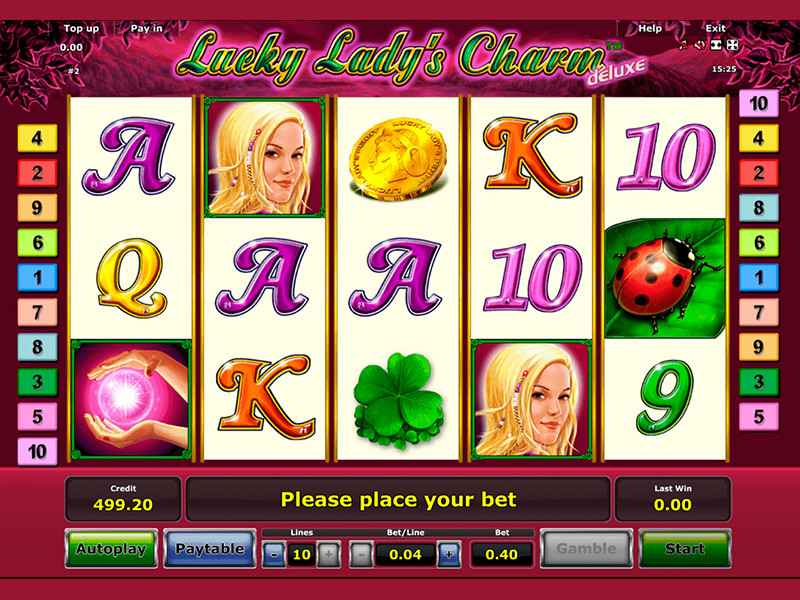 Top up
Pay in
Help
Exit
0.00
#2
15:25
Lucky Lady's Charm™
deluxe
10
4
2
9
6
1
7
8
3
5
10
4
2
8
6
1
7
9
3
5
A
K
10
Q
A
A
10
K
9
Credit
499.20
Please place your bet
Last Win
0.00
Lines
Bet/Line
Bet
Autoplay
Paytable
-
10
+
-
0.04
+
0.40
Gamble
Start